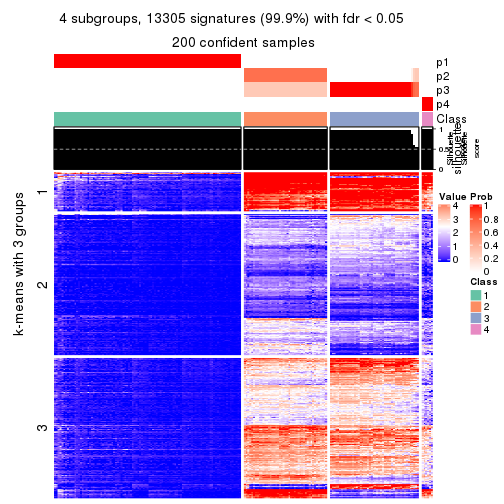 4 subgroups, 13305 signatures (99.9%) with fdr < 0.05
200 confident samples
p1
p2
p3
p4
Class
1
0.5
0
silhouette
score
k-means with 3 groups
1
2
3
Value
4
3
2
1
0
Prob
1
0.8
0.6
0.4
0.2
0
Class
1
2
3
4